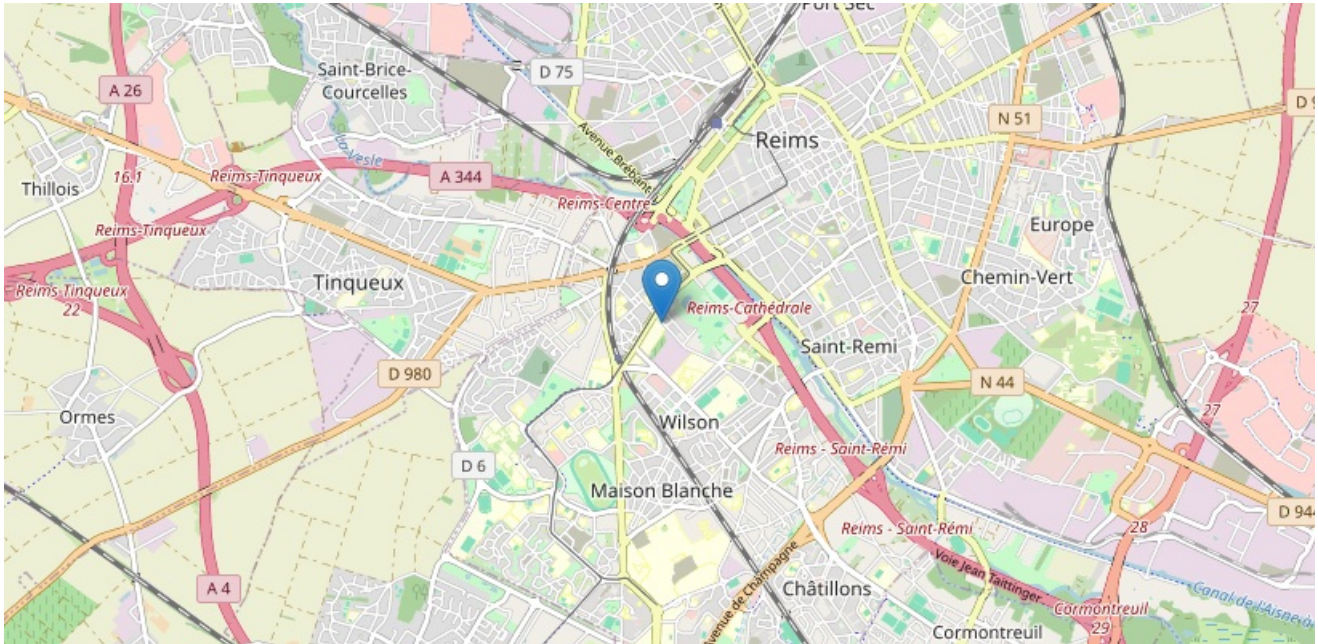 Port Sec
A 26
Saint-Brice-
Courcelles
D 75
D 9
N 51
Avenue Brébant
Reims
la Vesle
16.1
Reims-Tinqueux
A 344
Thillois
Reims-Centre
Reims-Tinqueux
Europe
Tinqueux
Chemin-Vert
Reims-Tinqueux
22
Reims-Cathédrale
27
Saint-Remi
D 980
N 44
Ormes
27
Wilson
Reims - Saint-Rémi
D 6
Maison Blanche
D 944
28
Reims - Saint-Rémi
Voie Jean Taittinger
A 4
Avenue de Champagne
Châtillons
Canal de l'Aisne
Cormontreuil
29
Cormontreuil